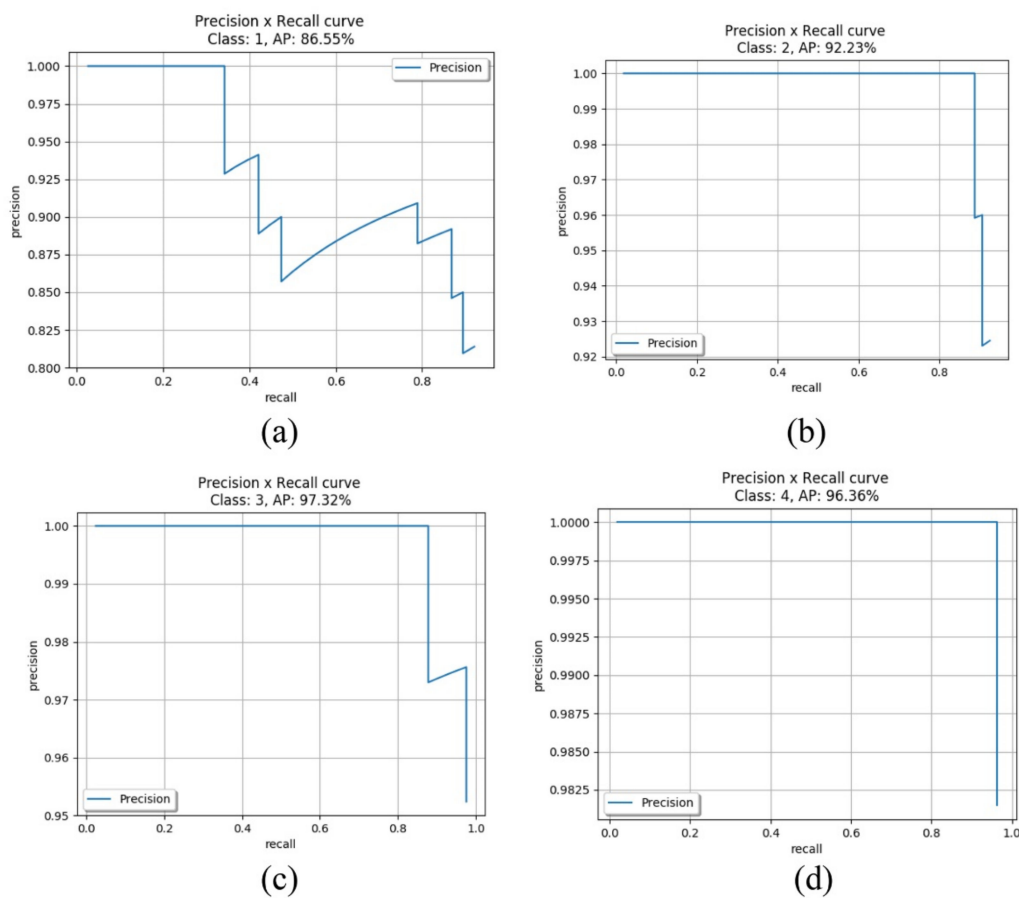 Precision x Recall curve
Class: 1, AP: 86.55%
Precision
1.000
0.975
0.950
0.925
0.900
0.875
0.850
0.825
0.800
precision
0.0 0.2 0.4 0.6 0.8
recall
(a)
Precision x Recall curve
Class: 2, AP: 92.23%
1.00
0.99
0.98
0.97
0.96
0.95
0.94
0.93
0.92
precision
Precision
0.0 0.2 0.4 0.6 0.8
recall
(b)
Precision x Recall curve
Class: 3, AP: 97.32%
1.00
0.99
0.98
0.97
0.96
0.95
precision
Precision
0.0 0.2 0.4 0.6 0.8 1.0
recall
(c)
Precision x Recall curve
Class: 4, AP: 96.36%
1.0000
0.9975
0.9950
0.9925
0.9900
0.9875
0.9850
0.9825
precision
Precision
0.0 0.2 0.4 0.6 0.8 1.0
recall
(d)